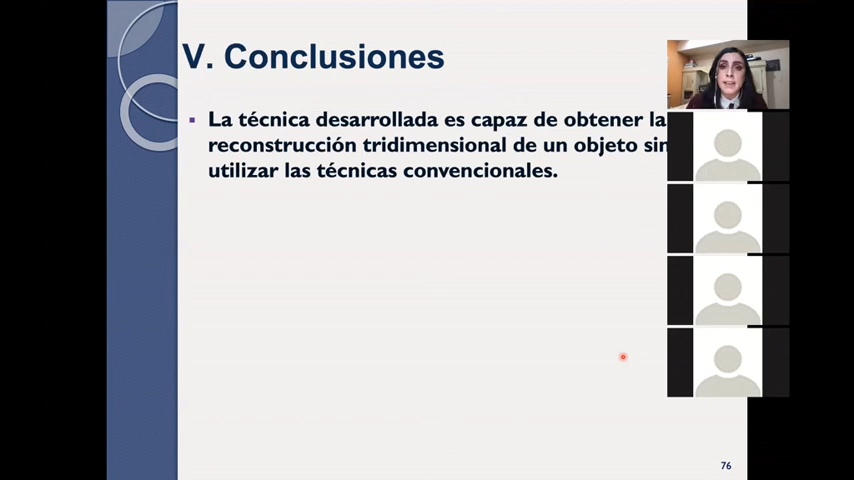 V. Conclusiones
La técnica desarrollada es capaz de obtener la
reconstrucción tridimensional de un objeto sin
utilizar las técnicas convencionales.
76